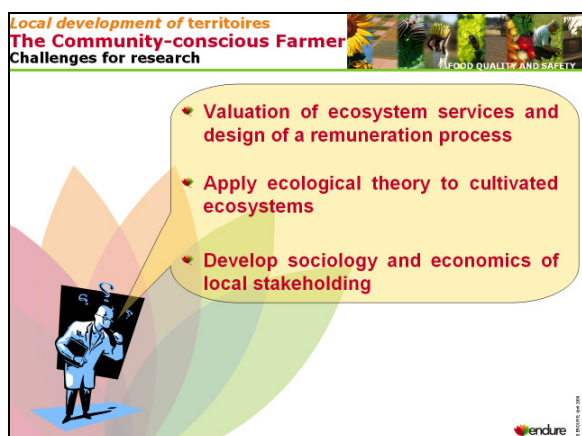 Local development of territoires
The Community-conscious Farmer
Challenges for research
FOOD QUALITY AND SAFETY
Valuation of ecosystem services and
design of a remuneration process
Apply ecological theory to cultivated
ecosystems
Develop sociology and economics of
local stakeholding
? ? ?
endure